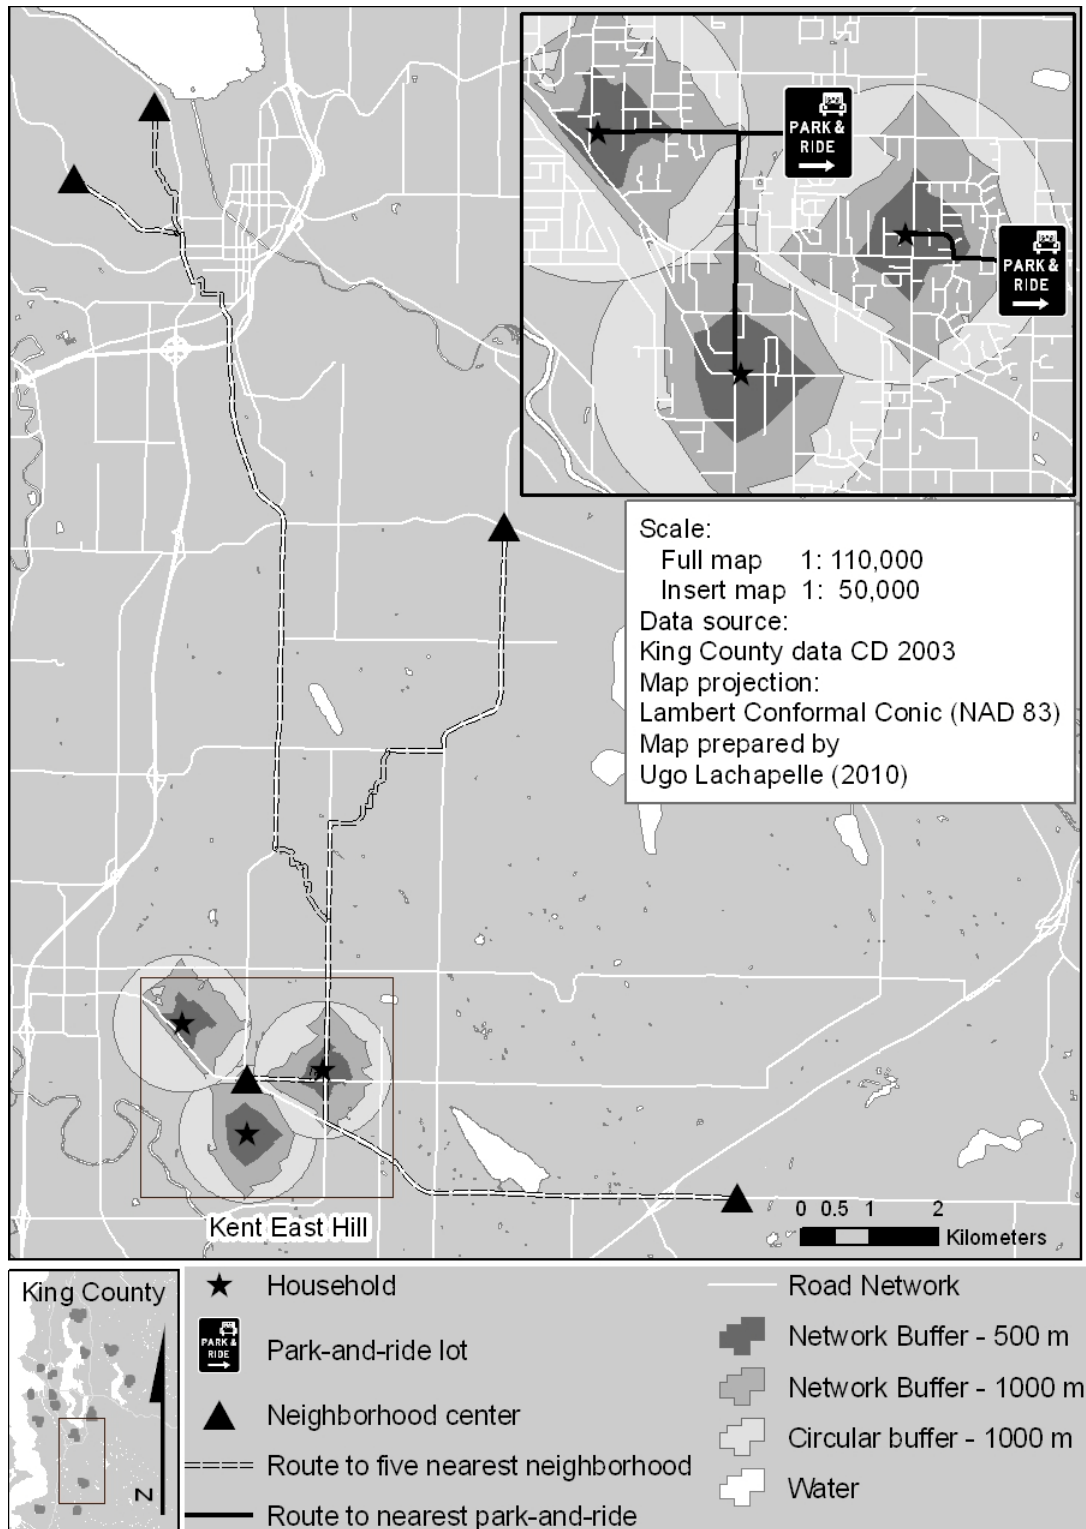 PARK &
RIDE
PARK &
RIDE
Scale:
Full map 1: 110,000
Insert map 1: 50,000
Data source:
King County data CD 2003
Map projection:
Lambert Conformal Conic (NAD 83)
Map prepared by
Ugo Lachapelle (2010)
Kent East Hill
0 0.5 1 2
Kilometers
King County
N
Household
PARK &
RIDE
Park-and-ride lot
Neighborhood center
Route to five nearest neighborhood
Route to nearest park-and-ride
Road Network
Network Buffer - 500 m
Network Buffer - 1000 m
Circular buffer - 1000 m
Water